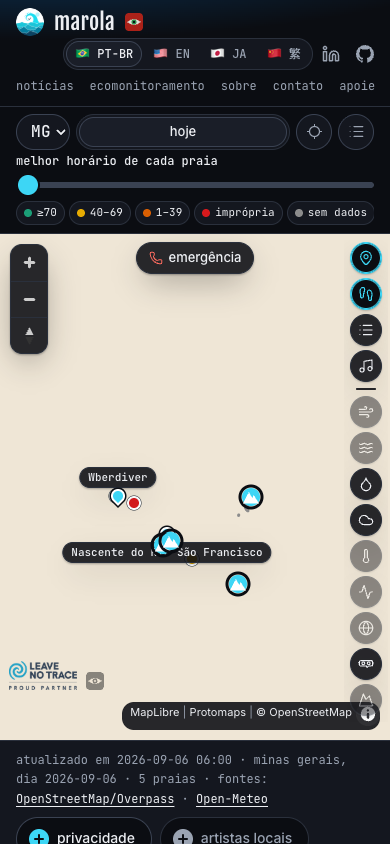 marola
PT-BR EN JA 繁
notícias ecomonitoramento sobre contato apoie
MG hoje
melhor horário de cada praia
≥70 40–69 1–39 imprópria sem dados
emergência
Wberdiver
Nascente do São Francisco
LEAVE
NO TRACE
PROUD PARTNER
MapLibre | Protomaps | © OpenStreetMap
atualizado em 2026-09-06 06:00 · minas gerais,
dia 2026-09-06 · 5 praias · fontes:
OpenStreetMap/Overpass · Open-Meteo
privacidade artistas locais